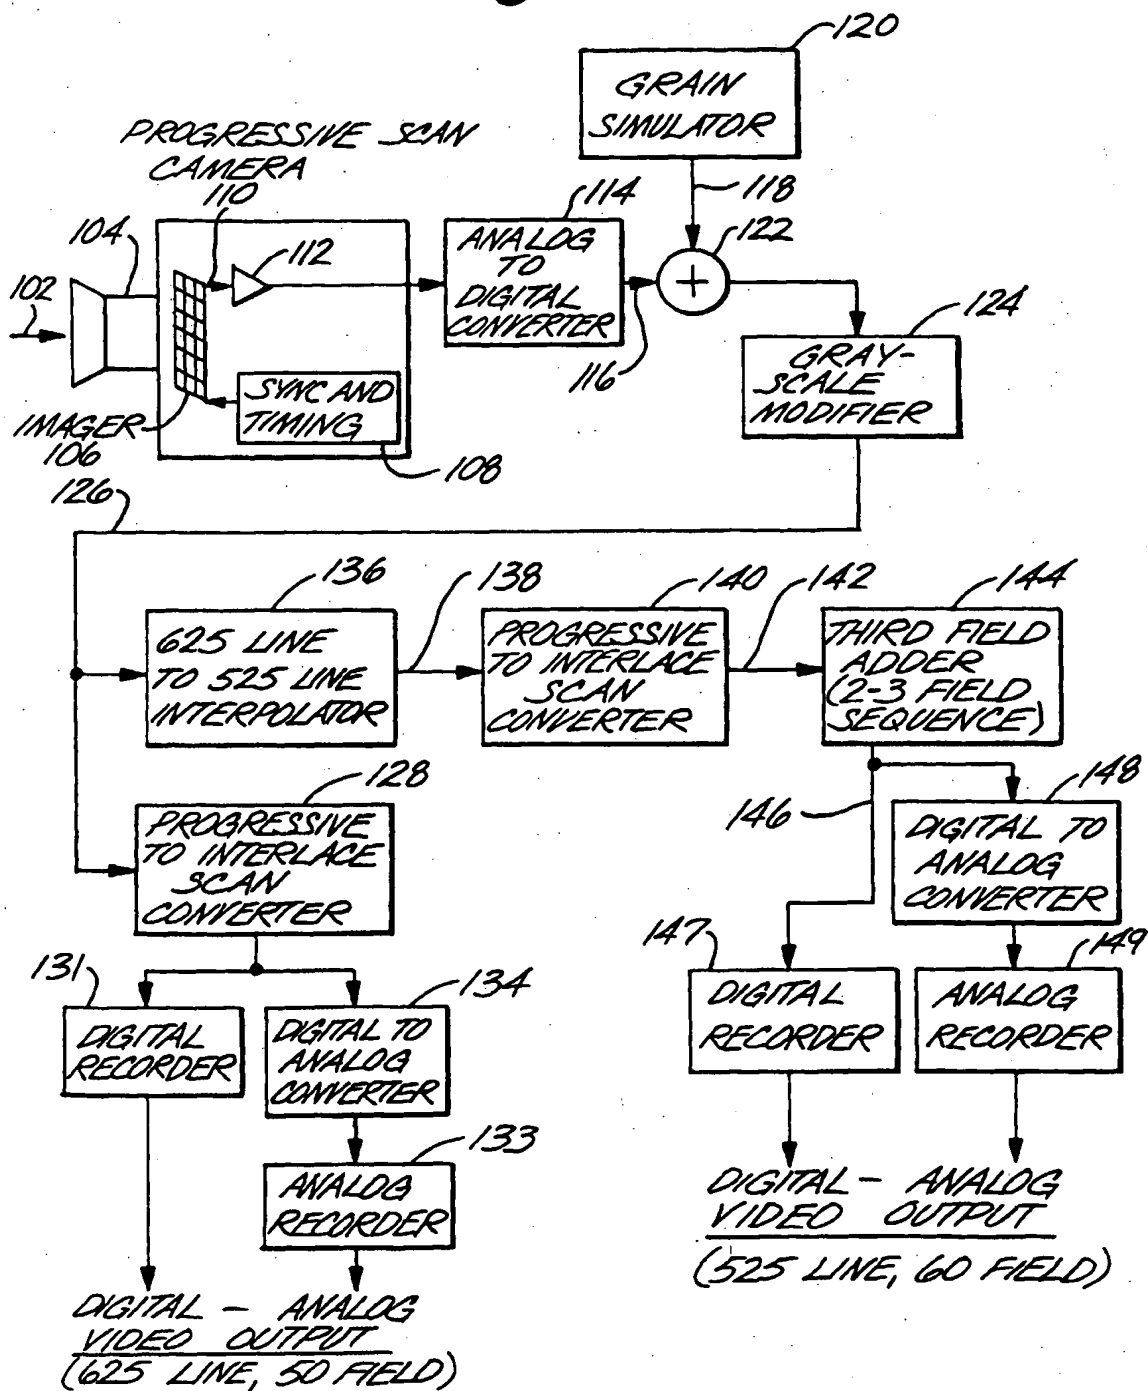 120
GRAIN
SIMULATOR
PROGRESSIVE SCAN
CAMERA
110
118
114
104
112
ANALOG
TO
DIGITAL
CONVERTER
122
+
102
116
124
GRAY-
SCALE
MODIFIER
SYNC AND
TIMING
IMAGER
106
108
126
136
138
140
142
144
625 LINE
TO 525 LINE
INTERPOLATOR
PROGRESSIVE
TO INTERLACE
SCAN
CONVERTER
THIRD FIELD
ADDER
(2-3 FIELD
SEQUENCE)
128
PROGRESSIVE
TO INTERLACE
SCAN
CONVERTER
146
148
DIGITAL TO
ANALOG
CONVERTER
131
134
147
149
DIGITAL
RECORDER
DIGITAL TO
ANALOG
CONVERTER
DIGITAL
RECORDER
ANALOG
RECORDER
133
ANALOG
RECORDER
DIGITAL - ANALOG
VIDEO OUTPUT
(525 LINE, 60 FIELD)
DIGITAL - ANALOG
VIDEO OUTPUT
(625 LINE, 50 FIELD)